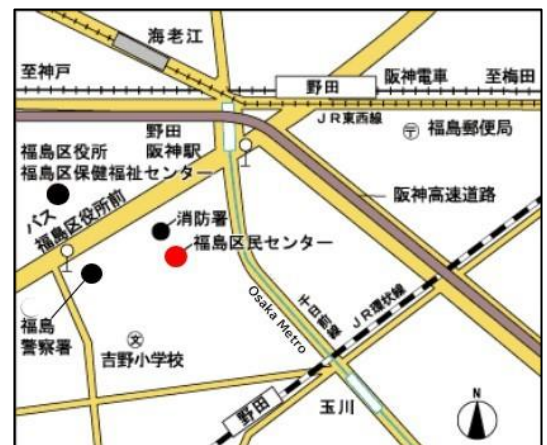 海老江
至神戸
野田
阪神電車
至梅田
JR東西線
〒
福島郵便局
野田
阪神駅
福島区役所
福島区保健福祉センター
阪神高速道路
バス
福島区役所前
消防署
福島区民センター
Osaka Metro
千日前線
JR環状線
福島
警察署
文
吉野小学校
野田
玉川
N